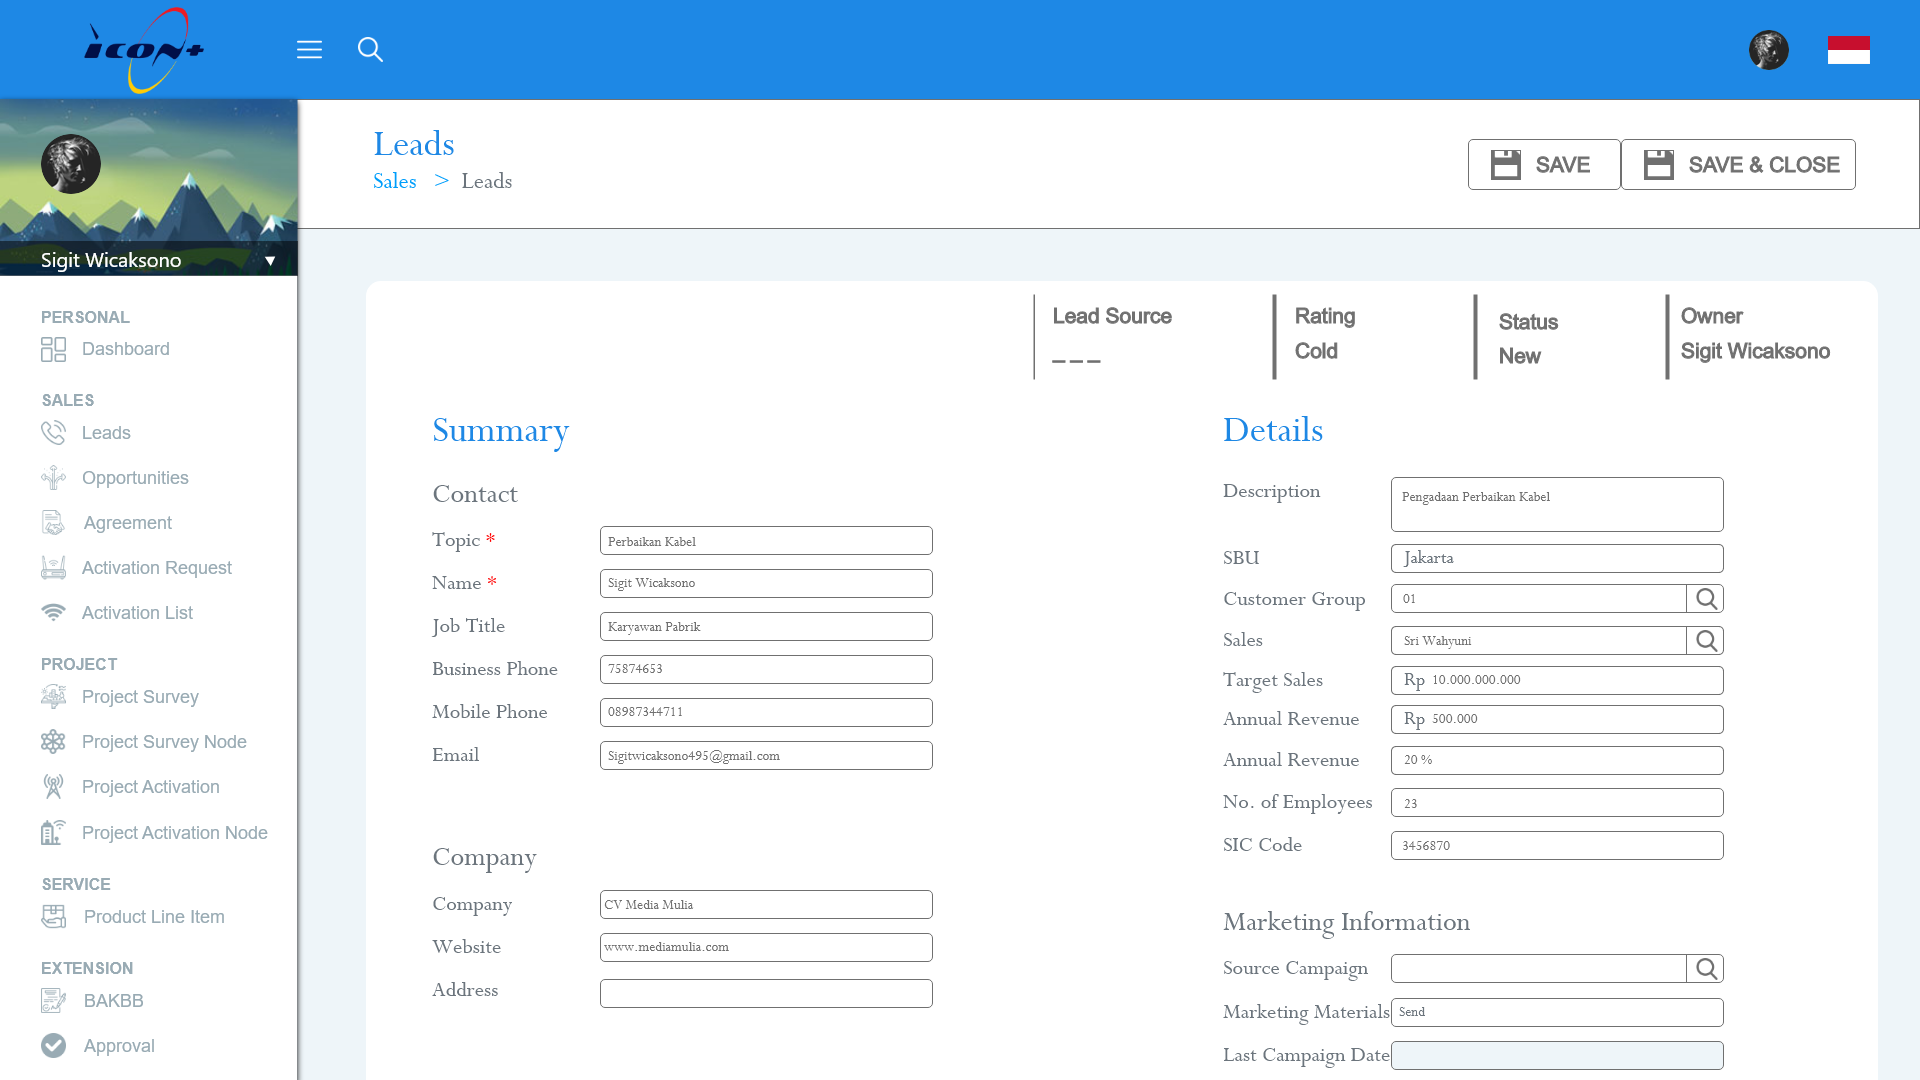 icon+
Sigit Wicaksono
PERSONAL
Dashboard
SALES
Leads
Opportunities
Agreement
Activation Request
Activation List
PROJECT
Project Survey
Project Survey Node
Project Activation
Project Activation Node
SERVICE
Product Line Item
EXTENSION
BAKBB
Approval
Leads
Sales > Leads
SAVE
SAVE & CLOSE
Lead Source
_ _ _
Rating
Cold
Status
New
Owner
Sigit Wicaksono
Summary
Contact
Topic * Perbaikan Kabel
Name * Sigit Wicaksono
Job Title Karyawan Pabrik
Business Phone 75874653
Mobile Phone 08987344711
Email Sigitwicaksono495@gmail.com
Company
Company CV Media Mulia
Website www.mediamulia.com
Address
Details
Description Pengadaan Perbaikan Kabel
SBU Jakarta
Customer Group 01
Sales Sri Wahyuni
Target Sales Rp 10.000.000.000
Annual Revenue Rp 500.000
Annual Revenue 20 %
No. of Employees 23
SIC Code 3456870
Marketing Information
Source Campaign
Marketing Materials Send
Last Campaign Date